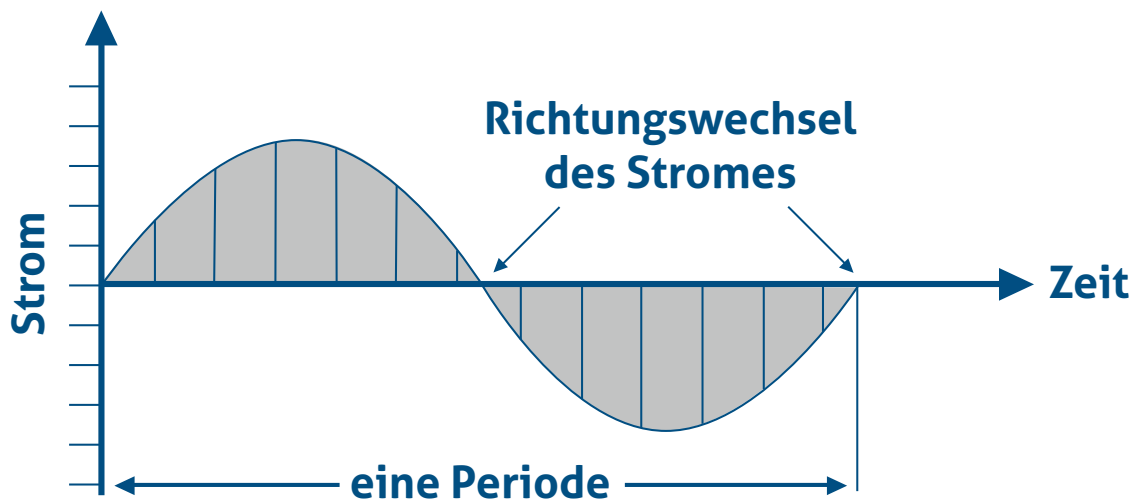 Richtungswechsel
des Stromes
Strom
Zeit
eine Periode